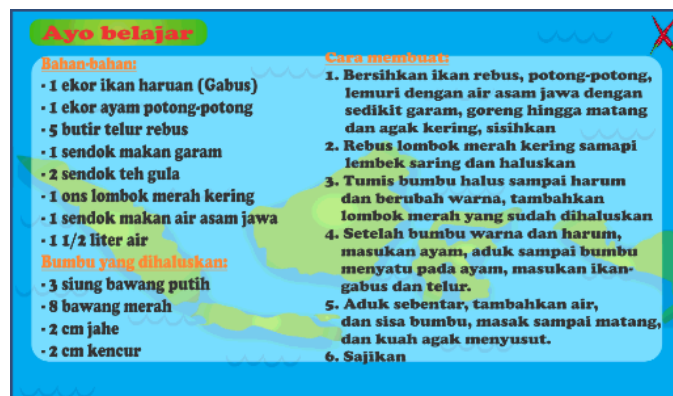 Ayo belajar
Bahan-bahan:
- 1 ekor ikan haruan (Gabus)
- 1 ekor ayam potong-potong
- 5 butir telur rebus
- 1 sendok makan garam
- 2 sendok teh gula
- 1 ons lombok merah kering
- 1 sendok makan air asam jawa
- 1 1/2 liter air
Bumbu yang dihaluskan:
- 3 siung bawang putih
- 8 bawang merah
- 2 cm jahe
- 2 cm kencur
Cara membuat:
1. Bersihkan ikan rebus, potong-potong,
lemuri dengan air asam jawa dengan
sedikit garam, goreng hingga matang
dan agak kering, sisihkan
2. Rebus lombok merah kering samapi
lembek saring dan haluskan
3. Tumis bumbu halus sampai harum
dan berubah warna, tambahkan
lombok merah yang sudah dihaluskan
4. Setelah bumbu warna dan harum,
masukan ayam, aduk sampai bumbu
menyatu pada ayam, masukan ikan-
gabus dan telur.
5. Aduk sebentar, tambahkan air,
dan sisa bumbu, masak sampai matang,
dan kuah agak menyusut.
6. Sajikan